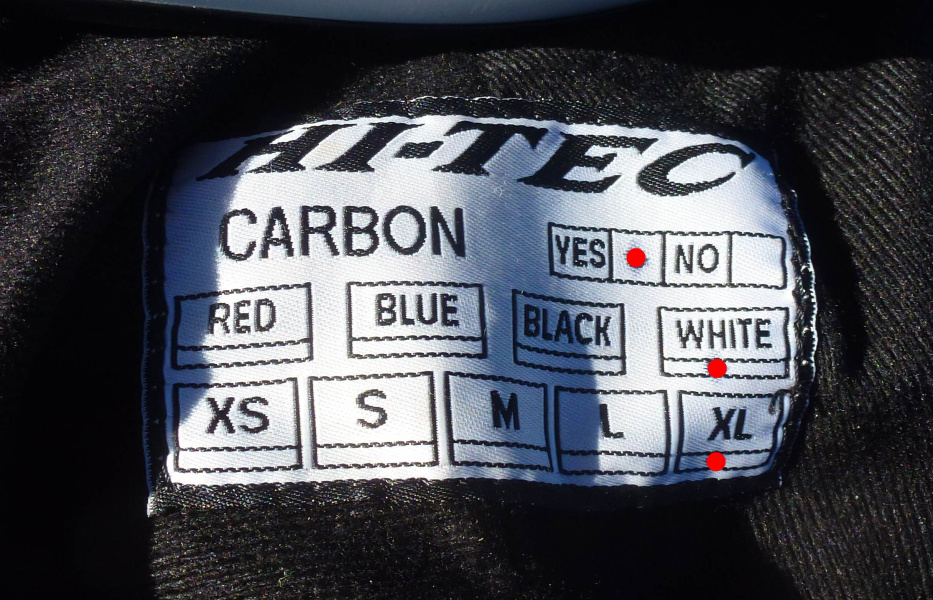 HI-TEC
CARBON YES NO
RED BLUE BLACK WHITE
XS S M L XL